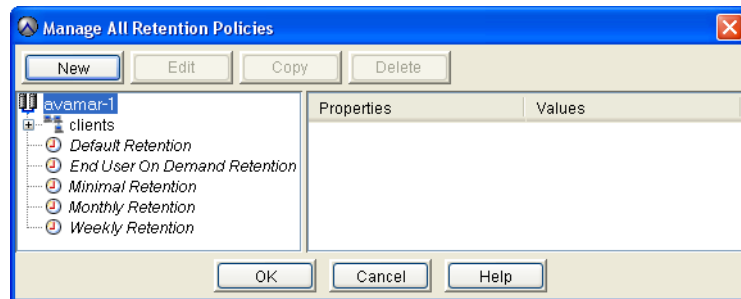 Manage All Retention Policies
New Edit Copy Delete
avamar-1
clients
Default Retention
End User On Demand Retention
Minimal Retention
Monthly Retention
Weekly Retention
Properties Values
OK Cancel Help